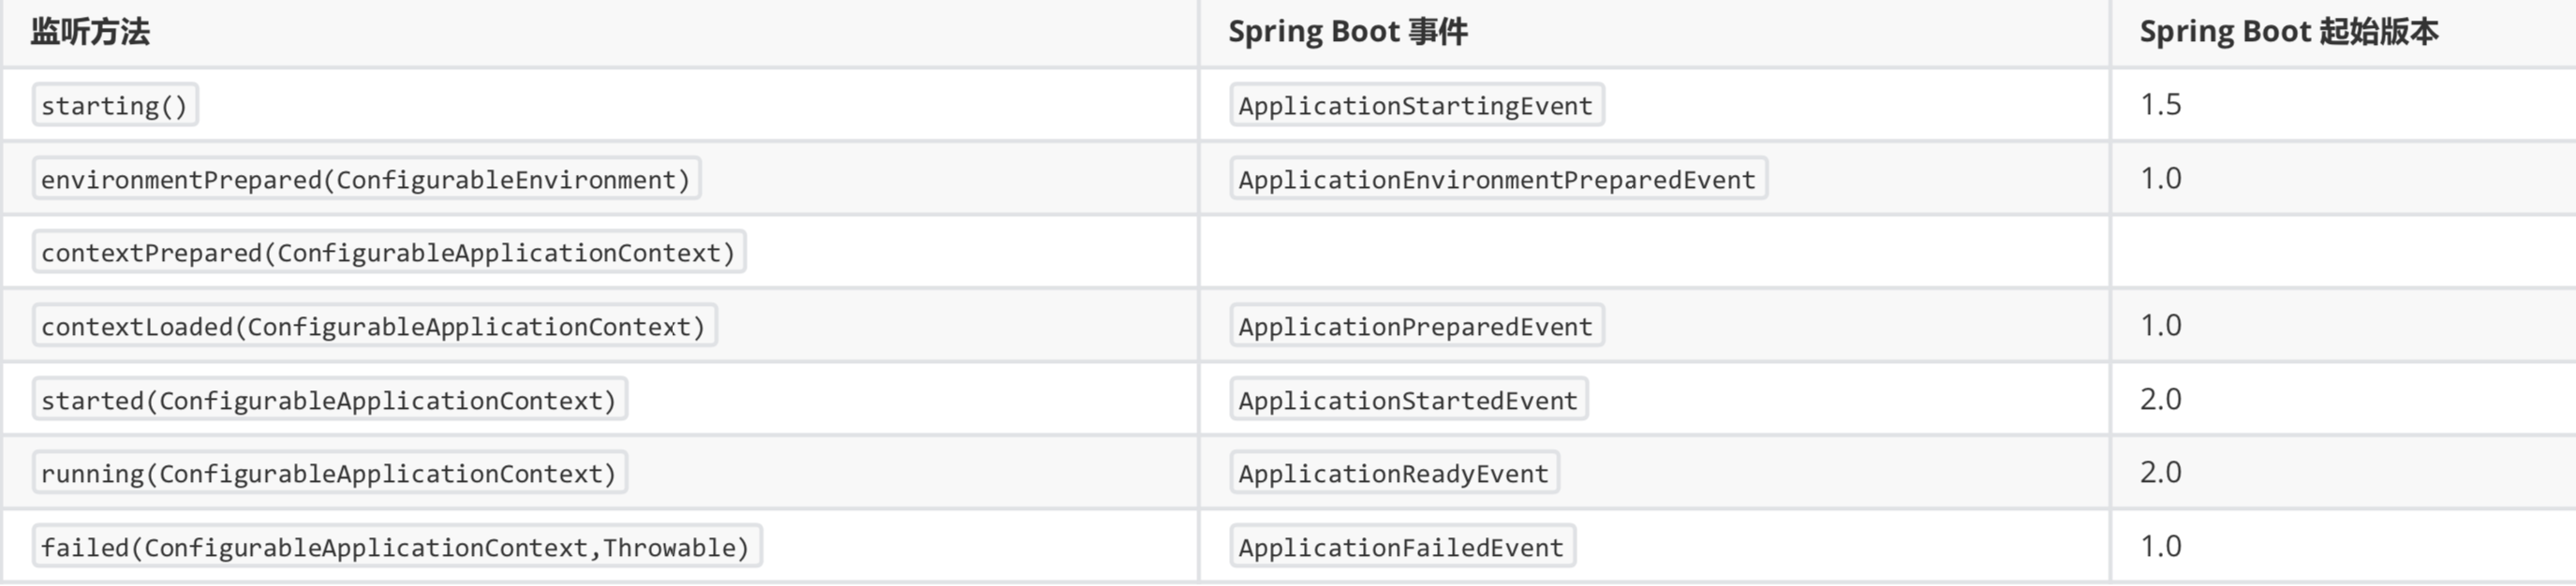 监听方法 Spring Boot 事件 Spring Boot 起始版本
starting() ApplicationStartingEvent 1.5
environmentPrepared(ConfigurableEnvironment) ApplicationEnvironmentPreparedEvent 1.0
contextPrepared(ConfigurableApplicationContext)
contextLoaded(ConfigurableApplicationContext) ApplicationPreparedEvent 1.0
started(ConfigurableApplicationContext) ApplicationStartedEvent 2.0
running(ConfigurableApplicationContext) ApplicationReadyEvent 2.0
failed(ConfigurableApplicationContext,Throwable) ApplicationFailedEvent 1.0